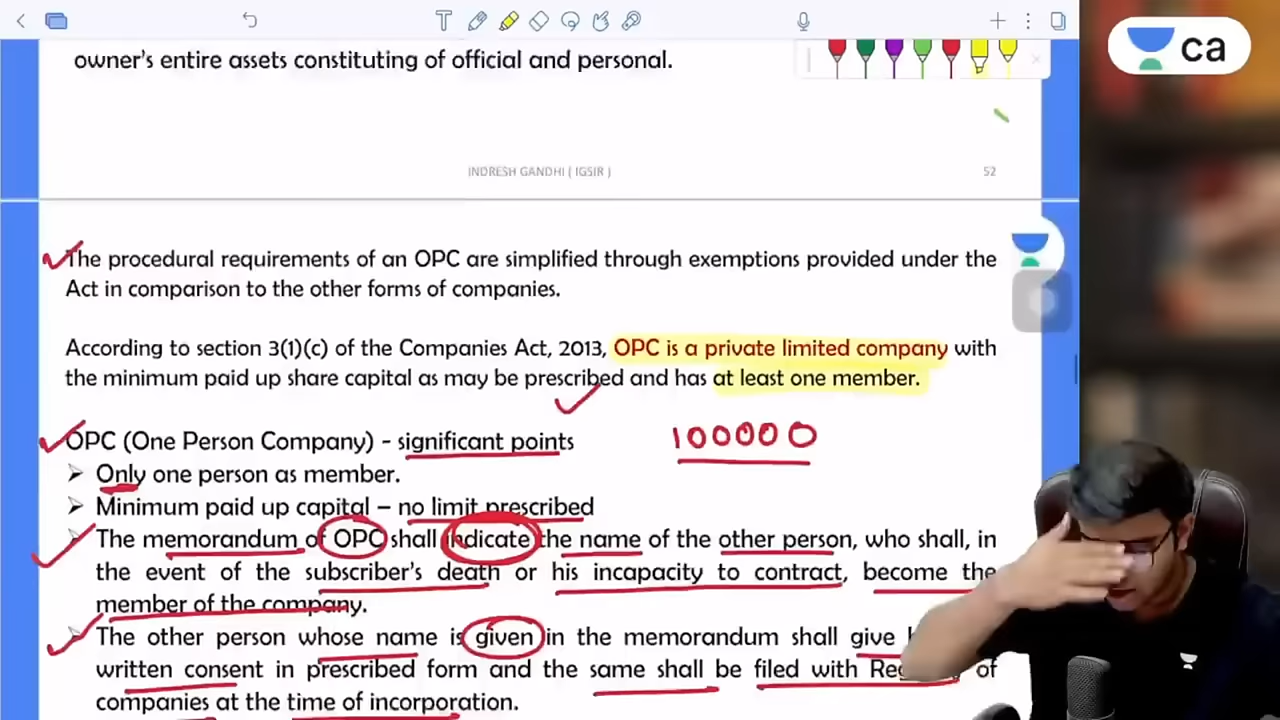 ca
owner's entire assets constituting of official and personal.
INDRESH GANDHI ( IGSIR )
52
The procedural requirements of an OPC are simplified through exemptions provided under the
Act in comparison to the other forms of companies.
According to section 3(1)(c) of the Companies Act, 2013, OPC is a private limited company with
the minimum paid up share capital as may be prescribed and has at least one member.
OPC (One Person Company) - significant points
100000
➤ Only one person as member.
➤ Minimum paid up capital – no limit prescribed
➤ The memorandum of OPC shall indicate the name of the other person, who shall, in
the event of the subscriber's death or his incapacity to contract, become the
member of the company.
➤ The other person whose name is given in the memorandum shall give
written consent in prescribed form and the same shall be filed with of
companies at the time of incorporation.